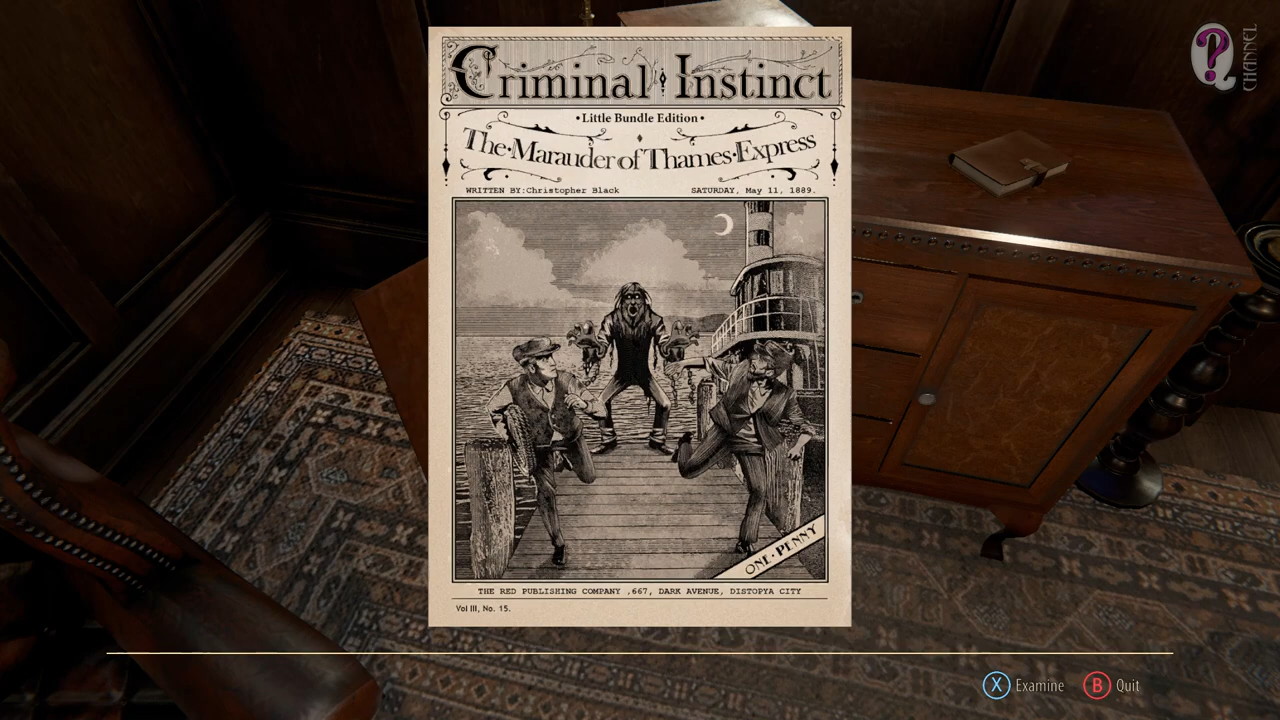 Criminal Instinct
•Little Bundle Edition•
The•Marauder of Thames•Express
WRITTEN BY:Christopher Black
SATURDAY, May 11, 1889.
ONE•PENNY
THE RED PUBLISHING COMPANY ,667, DARK AVENUE, DISTOPYA CITY
Vol III, No. 15.
? CHANNEL
X Examine
B Quit